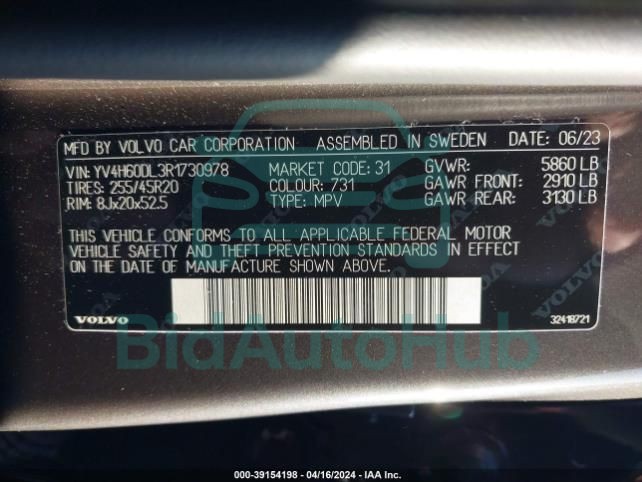 MFD BY VOLVO CAR CORPORATION ASSEMBLED IN SWEDEN DATE: 06/23
VIN: YV4H60DL3R1730978 MARKET CODE: 31 GVWR: 5860 LB
TIRES: 255/45R20 COLOUR: 731 GAWR FRONT: 2910 LB
RIM: 8Jx20x52.5 TYPE: MPV GAWR REAR: 3130 LB
THIS VEHICLE CONFORMS TO ALL APPLICABLE FEDERAL MOTOR
VEHICLE SAFETY AND THEFT PREVENTION STANDARDS IN EFFECT
ON THE DATE OF MANUFACTURE SHOWN ABOVE.
VOLVO
32418721
BidAutoHub
000-39154198 - 04/16/2024 - IAA Inc.